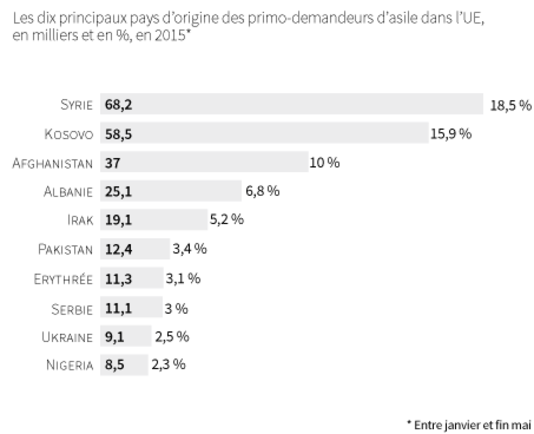 Les dix principaux pays d'origine des primo-demandeurs d'asile dans l'UE,
en milliers et en %, en 2015*
SYRIE 68,2 18,5 %
KOSOVO 58,5 15,9 %
AFGHANISTAN 37 10 %
ALBANIE 25,1 6,8 %
IRAK 19,1 5,2 %
PAKISTAN 12,4 3,4 %
ERYTHRÉE 11,3 3,1 %
SERBIE 11,1 3 %
UKRAINE 9,1 2,5 %
NIGERIA 8,5 2,3 %
* Entre janvier et fin mai